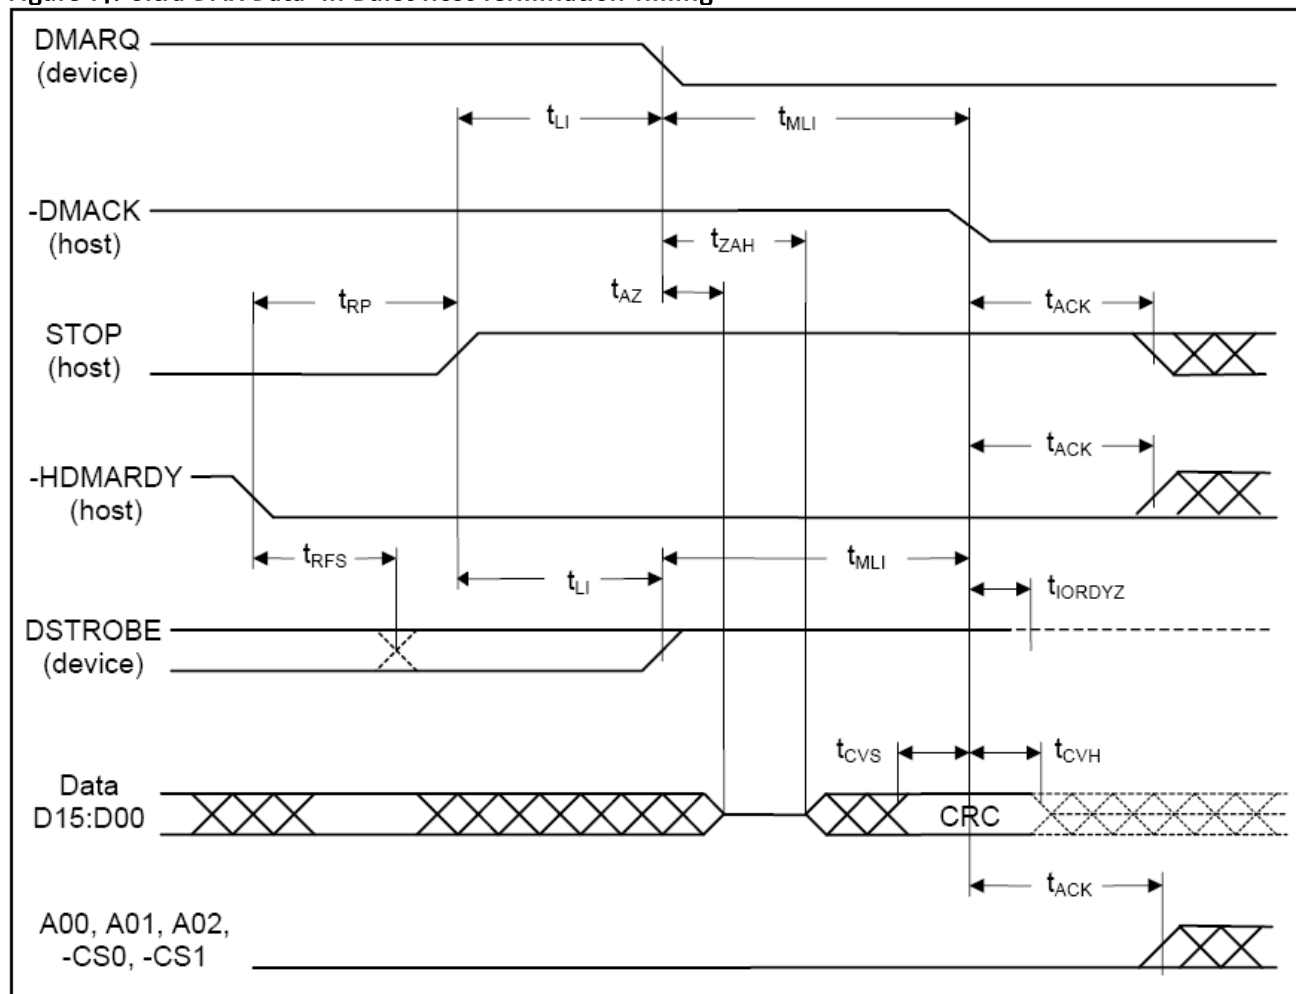 DMARQ
(device)
tLI
tMLI
-DMACK
(host)
tZAH
tAZ
tRP
tACK
STOP
(host)
tACK
-HDMARDY
(host)
tRFS
tMLI
tLI
tIORDYZ
DSTROBE
(device)
tCVS
tCVH
Data
D15:D00
CRC
tACK
A00, A01, A02,
-CS0, -CS1